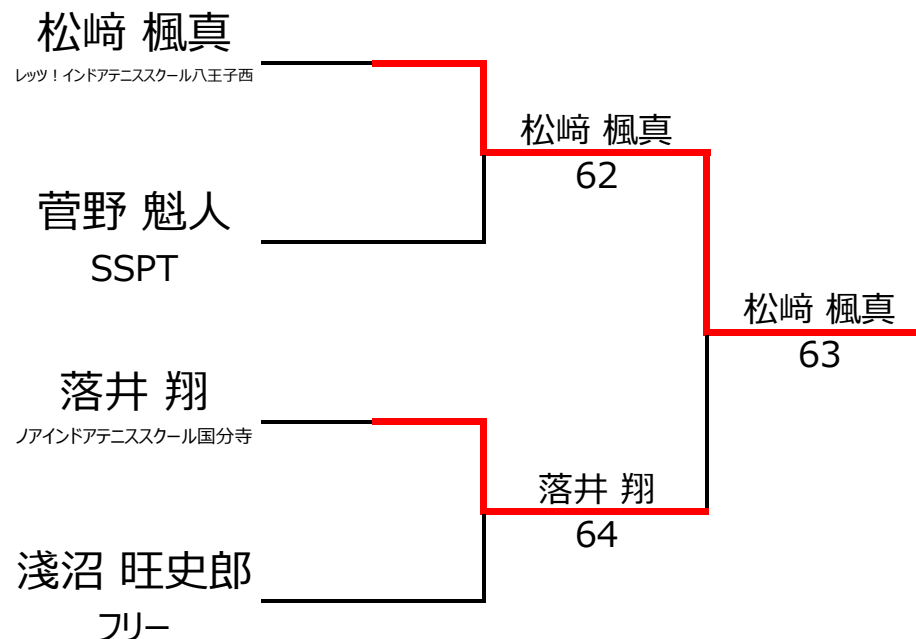 松﨑 楓真
レッツ！インドアテニススクール八王子西
松﨑 楓真
62
菅野 魁人
SSPT
松﨑 楓真
63
落井 翔
ノアインドアテニススクール国分寺
落井 翔
64
淺沼 旺史郎
フリー